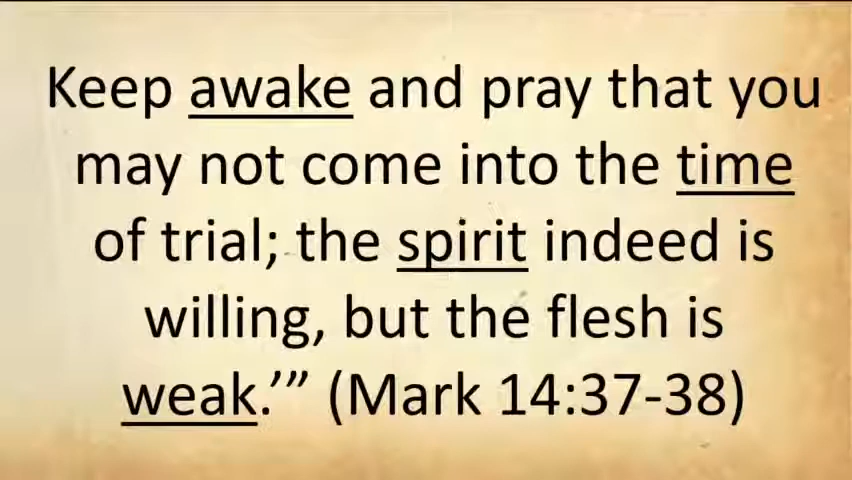 Keep awake and pray that you
may not come into the time
of trial; the spirit indeed is
willing, but the flesh is
weak.’” (Mark 14:37-38)